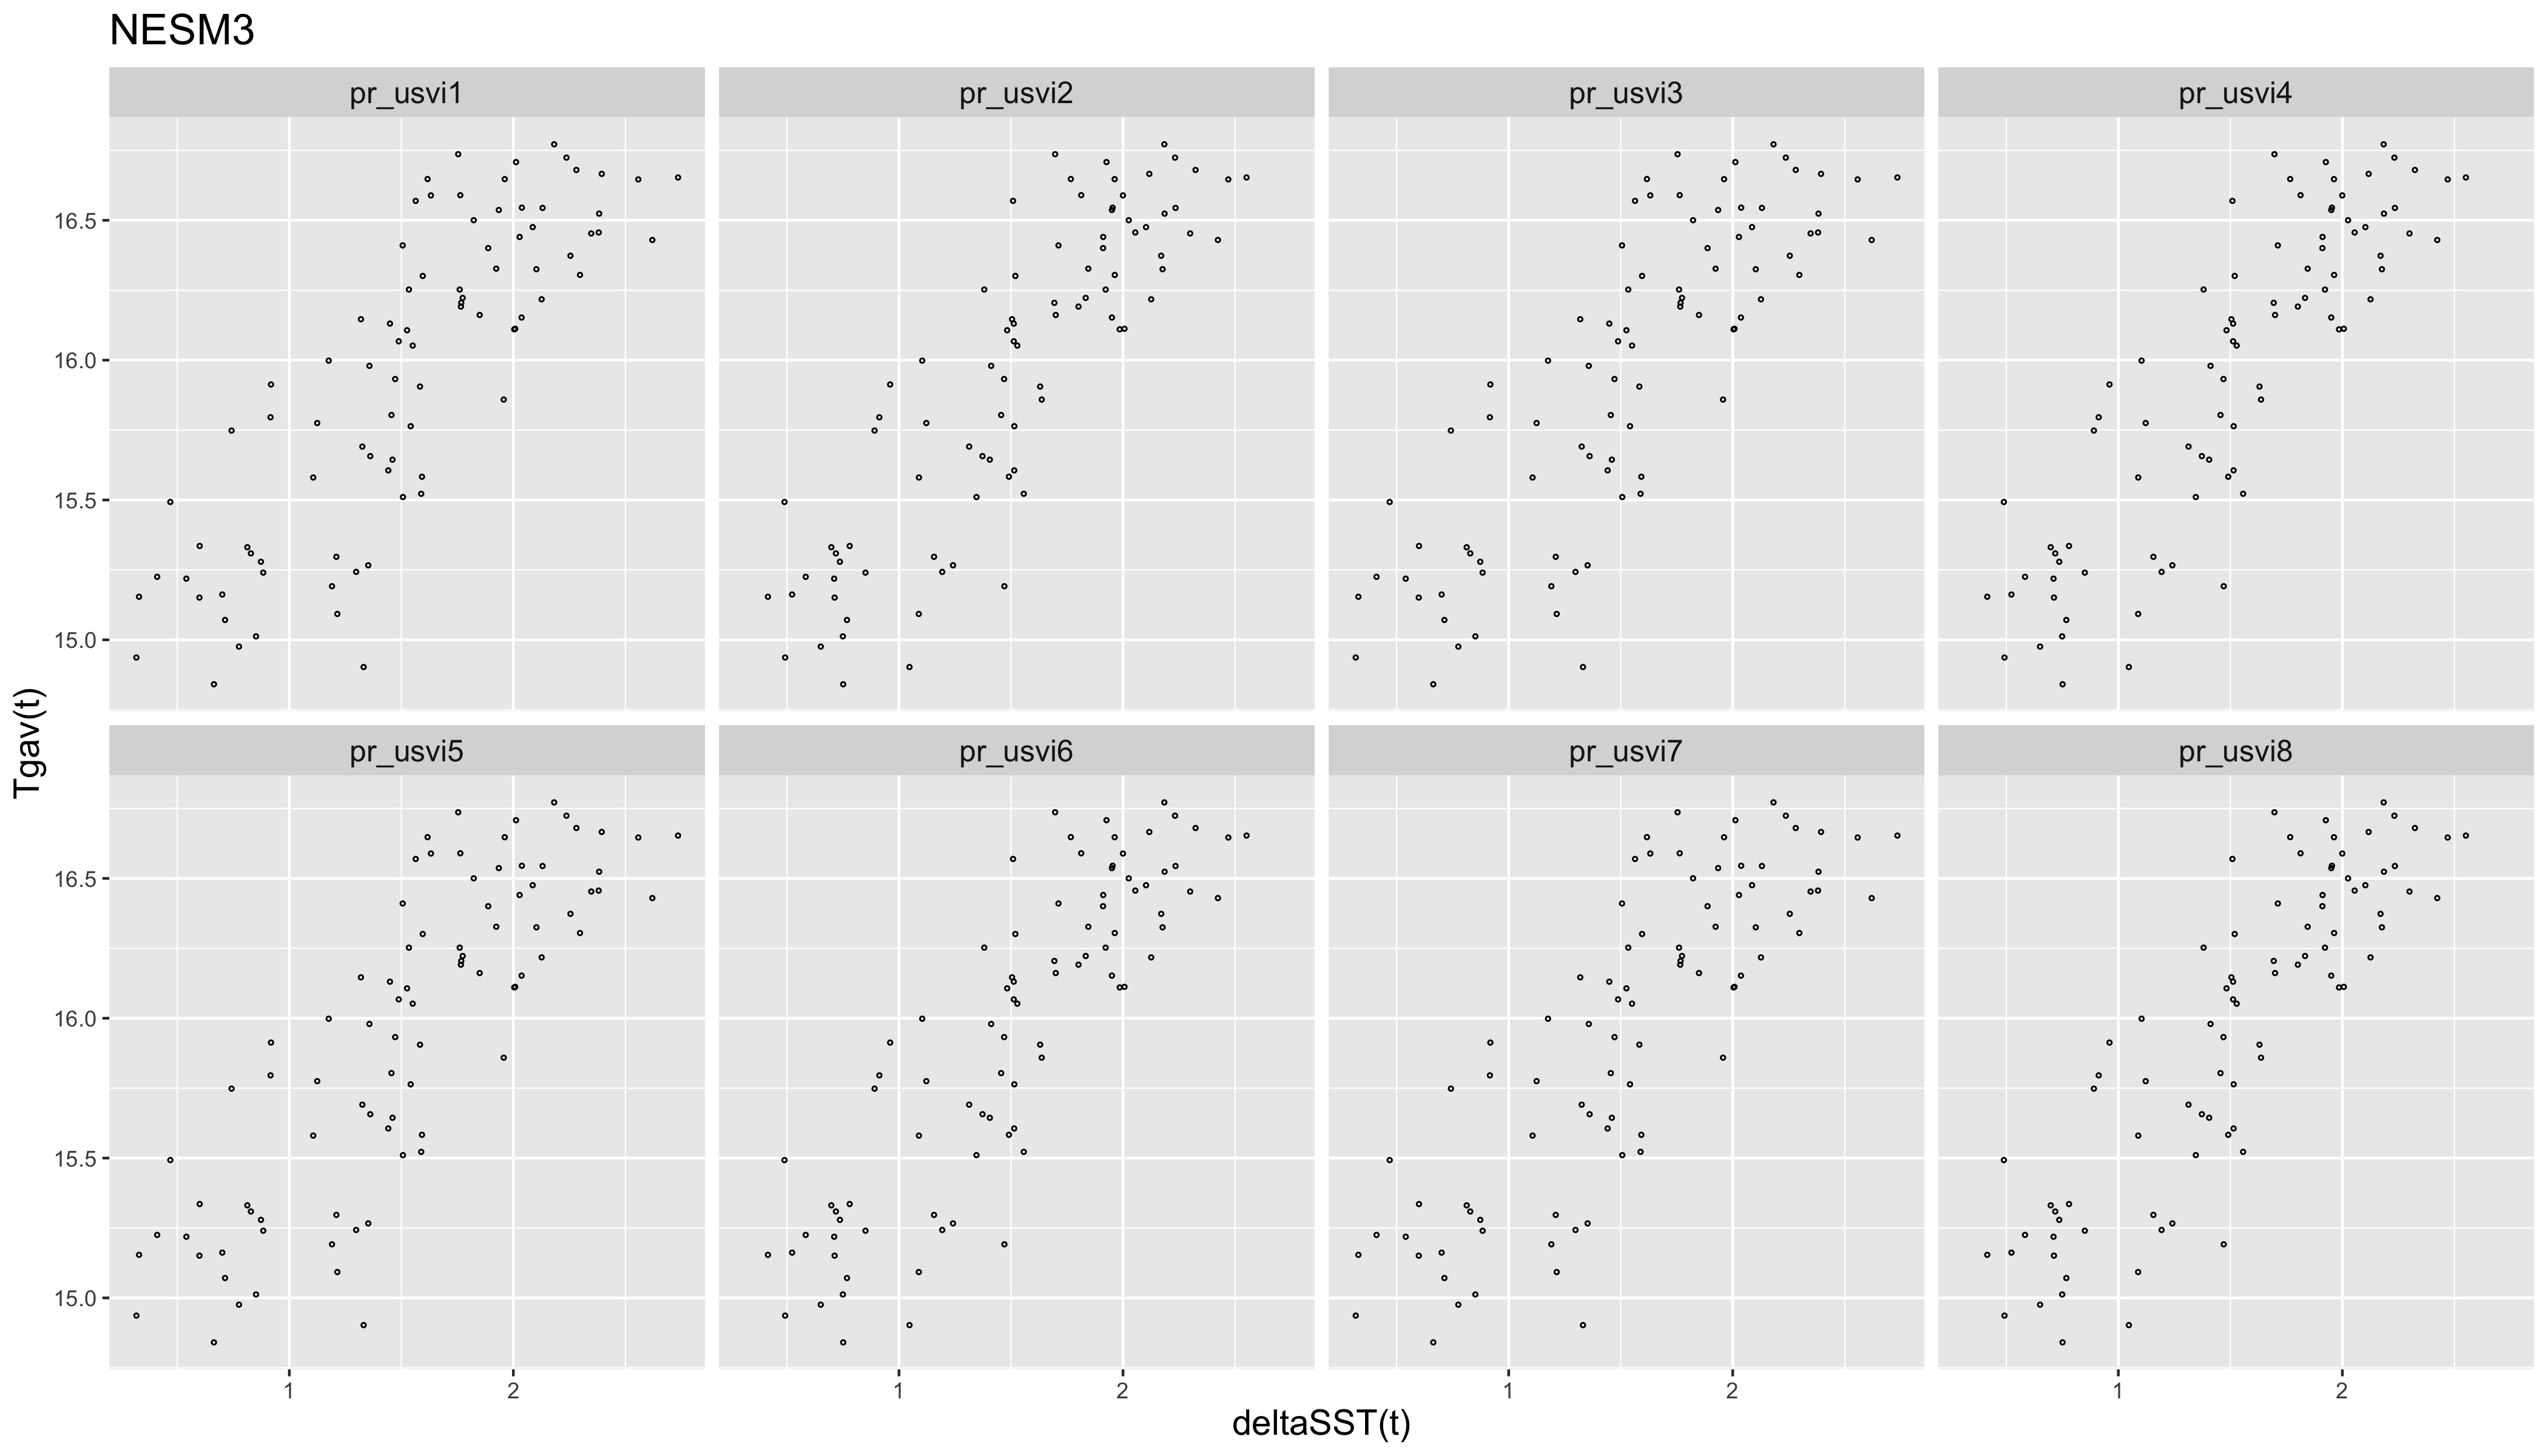 NESM3
pr_usvi1 pr_usvi2 pr_usvi3 pr_usvi4
16.5
16.0
15.5
15.0
Tgav(t)
pr_usvi5 pr_usvi6 pr_usvi7 pr_usvi8
16.5
16.0
15.5
15.0
1 2 1 2 1 2 1 2
deltaSST(t)